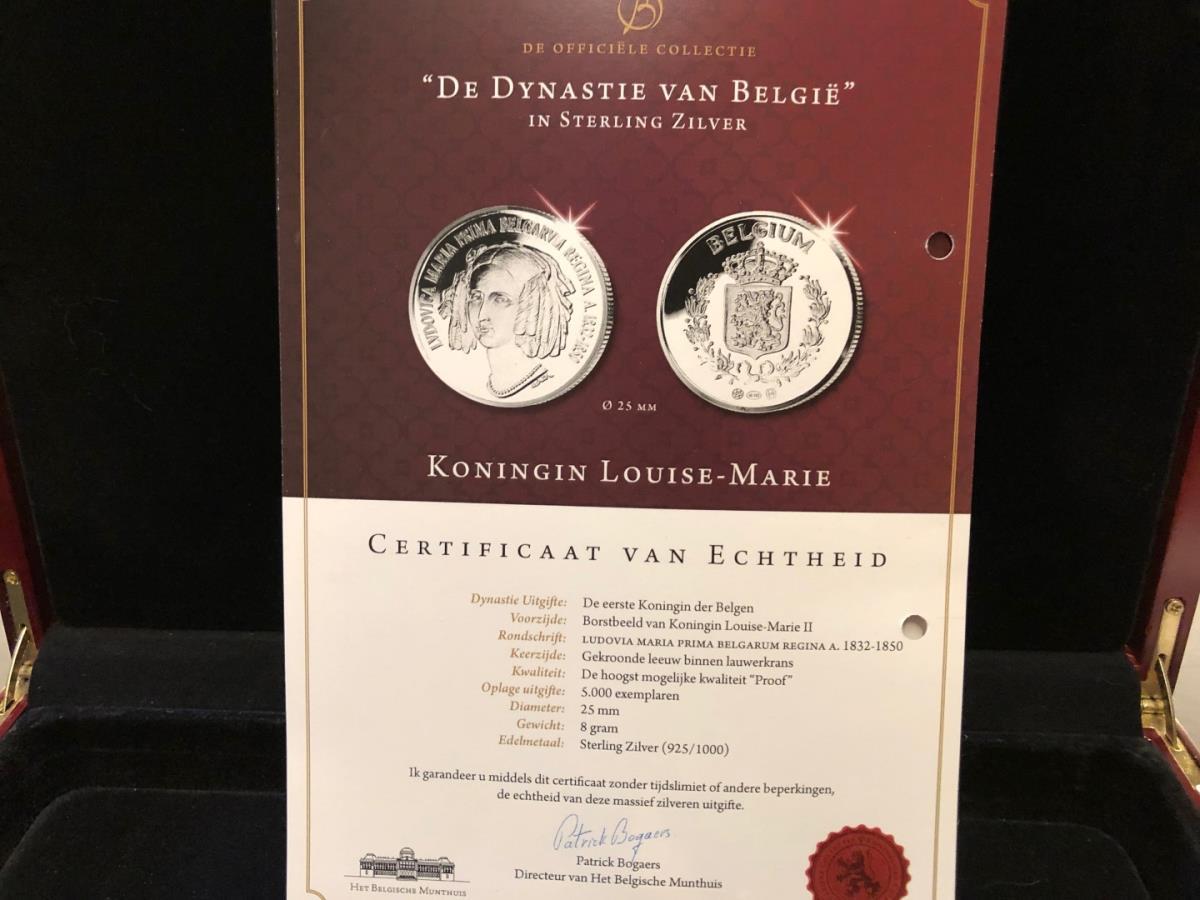 B
DE OFFICIËLE COLLECTIE
“DE DYNASTIE VAN BELGIË”
IN STERLING ZILVER
LUDOVICA MARIA PRIMA BELGARVM REGINA A. 1832-1850
BELGIUM
Ø 25 MM
KONINGIN LOUISE-MARIE
CERTIFICAAT VAN ECHTHEID
Dynastie Uitgifte: De eerste Koningin der Belgen
Voorzijde: Borstbeeld van Koningin Louise-Marie II
Rondschrift: LUDOVIA MARIA PRIMA BELGARUM REGINA A. 1832-1850
Keerzijde: Gekroonde leeuw binnen lauwerkrans
Kwaliteit: De hoogst mogelijke kwaliteit “Proof”
Oplage uitgifte: 5.000 exemplaren
Diameter: 25 mm
Gewicht: 8 gram
Edelmetaal: Sterling Zilver (925/1000)
Ik garandeer u middels dit certificaat zonder tijdslimiet of andere beperkingen,
de echtheid van deze massief zilveren uitgifte.
Patrick Bogaers
Patrick Bogaers
Directeur van Het Belgische Munthuis
HET BELGISCHE MUNTHUIS